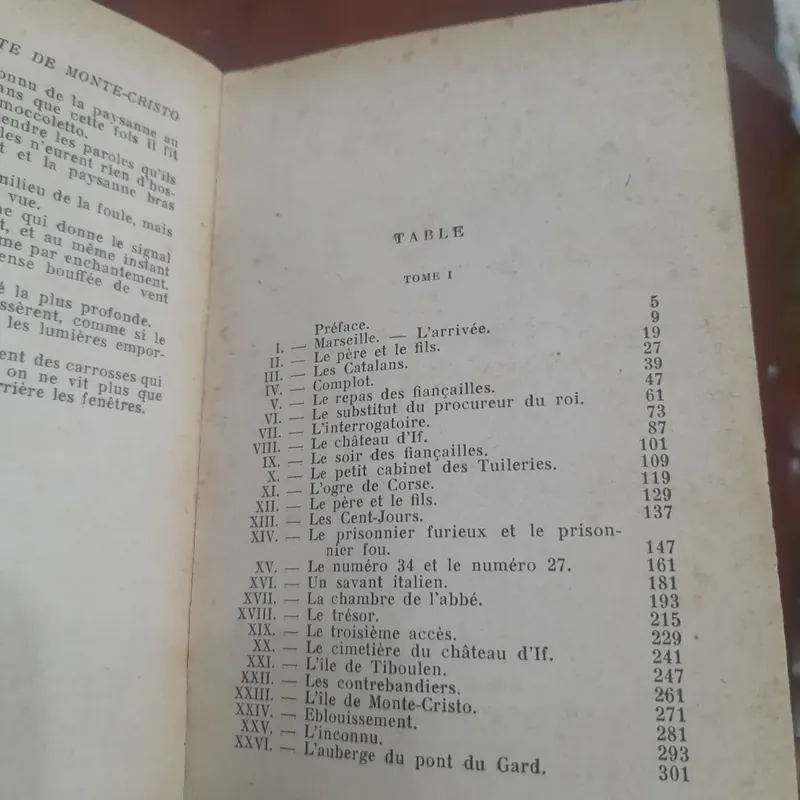 TE DE MONTE-CRISTO
onnu de la paysanne au
ans que cette fois il fît
moccoletto.
endre les paroles qu'ils
les n'eurent rien d'hos-
t et la paysanne bras
milieu de la foule, mais
vue.
ne qui donne le signal
t, et au même instant
me par enchantement.
ense bouffée de vent
é la plus profonde.
ssèrent, comme si le
les lumières empor-
ent des carrosses qui
on ne vit plus que
rrière les fenêtres.
TABLE
TOME I
Préface. 5
I. — Marseille. — L'arrivée. 9
II. — Le père et le fils. 19
III. — Les Catalans. 27
IV. — Complot. 39
V. — Le repas des fiançailles. 47
VI. — Le substitut du procureur du roi. 61
VII. — L'interrogatoire. 73
VIII. — Le château d'If. 87
IX. — Le soir des fiançailles. 101
X. — Le petit cabinet des Tuileries. 109
XI. — L'ogre de Corse. 119
XII. — Le père et le fils. 129
XIII. — Les Cent-Jours. 137
XIV. — Le prisonnier furieux et le prison-
nier fou. 147
XV. — Le numéro 34 et le numéro 27. 161
XVI. — Un savant italien. 181
XVII. — La chambre de l'abbé. 193
XVIII. — Le trésor. 215
XIX. — Le troisième accès. 229
XX. — Le cimetière du château d'If. 241
XXI. — L'île de Tiboulen. 247
XXII. — Les contrebandiers. 261
XXIII. — L'île de Monte-Cristo. 271
XXIV. — Eblouissement. 281
XXV. — L'inconnu. 293
XXVI. — L'auberge du pont du Gard. 301